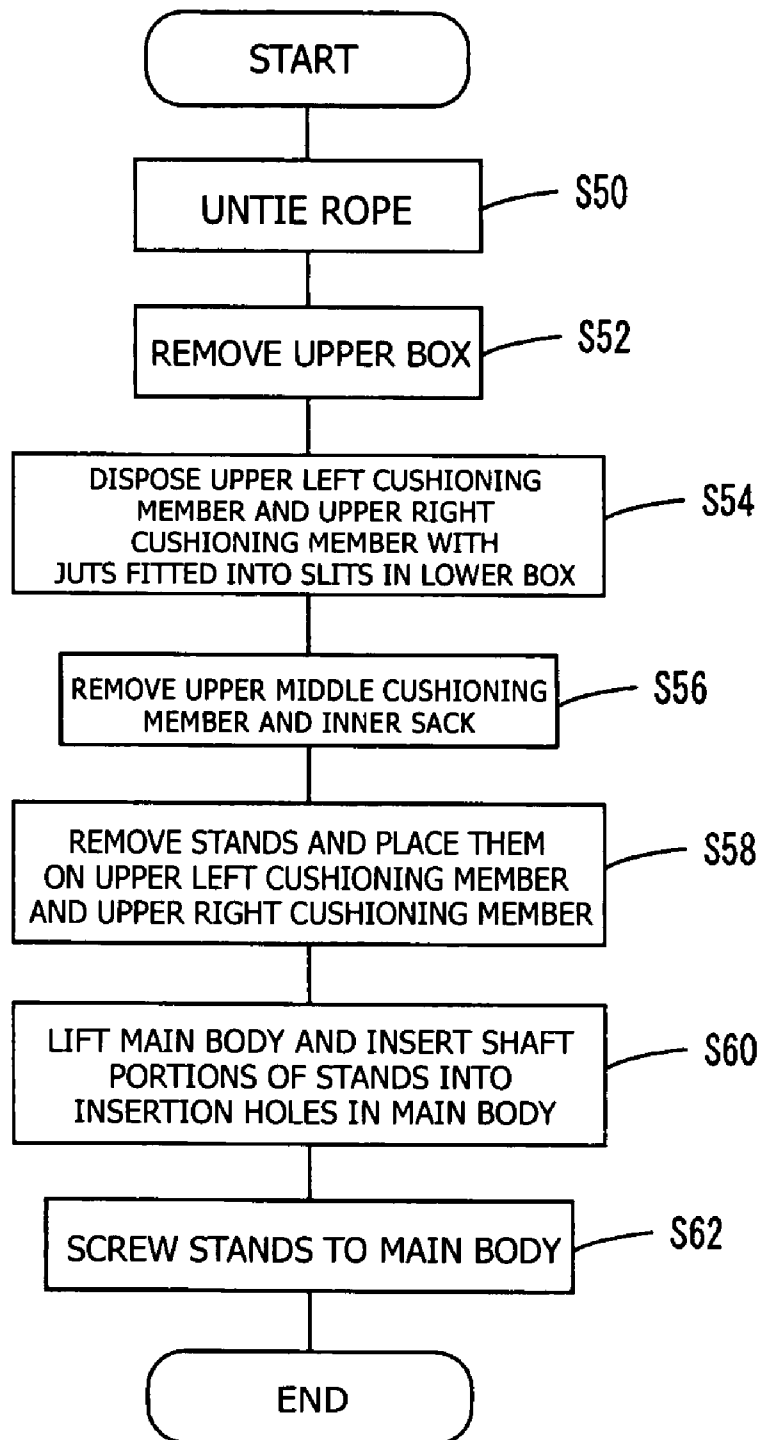 START
UNTIE ROPE
S50
REMOVE UPPER BOX
S52
DISPOSE UPPER LEFT CUSHIONING
MEMBER AND UPPER RIGHT
CUSHIONING MEMBER WITH
JUTS FITTED INTO SLITS IN LOWER BOX
S54
REMOVE UPPER MIDDLE CUSHIONING
MEMBER AND INNER SACK
S56
REMOVE STANDS AND PLACE THEM
ON UPPER LEFT CUSHIONING MEMBER
AND UPPER RIGHT CUSHIONING MEMBER
S58
LIFT MAIN BODY AND INSERT SHAFT
PORTIONS OF STANDS INTO
INSERTION HOLES IN MAIN BODY
S60
SCREW STANDS TO MAIN BODY
S62
END